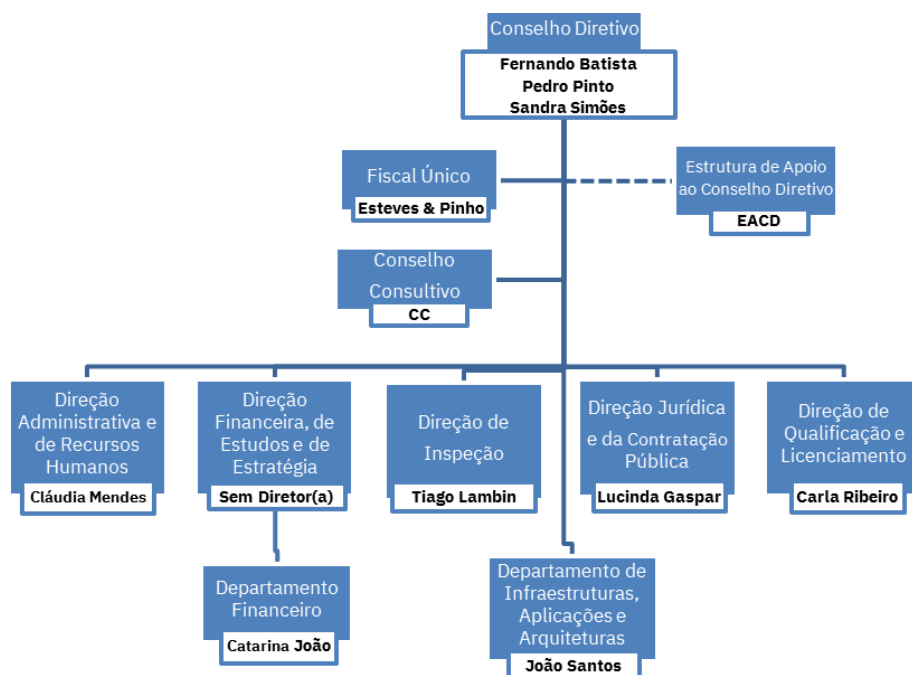 Conselho Diretivo
Fernando Batista
Pedro Pinto
Sandra Simões
Fiscal Único
Esteves & Pinho
Estrutura de Apoio
ao Conselho Diretivo
EACD
Conselho
Consultivo
CC
Direção
Administrativa e
de Recursos
Humanos
Cláudia Mendes
Direção
Financeira, de
Estudos e de
Estratégia
Sem Diretor(a)
Direção de
Inspeção
Tiago Lambin
Direção Jurídica
e da Contratação
Pública
Lucinda Gaspar
Direção de
Qualificação e
Licenciamento
Carla Ribeiro
Departamento
Financeiro
Catarina João
Departamento de
Infraestruturas,
Aplicações e
Arquiteturas
João Santos